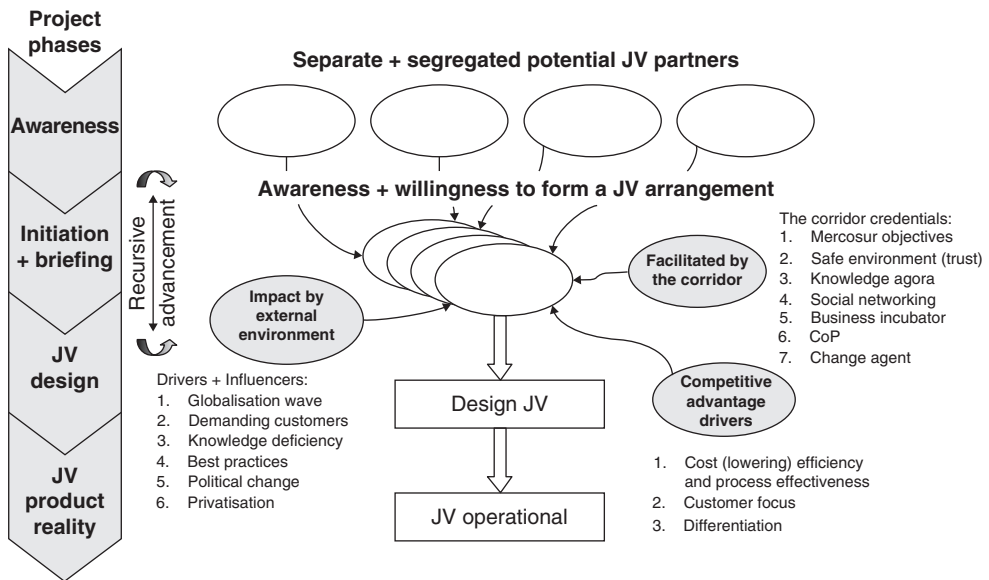 Project
phases
Awareness
Initiation
+ briefing
JV
design
JV
product
reality
Recursive
advancement
Separate + segregated potential JV partners
Awareness + willingness to form a JV arrangement
Impact by
external
environment
Facilitated by
the corridor
Competitive
advantage
drivers
The corridor credentials:
1. Mercosur objectives
2. Safe environment (trust)
3. Knowledge agora
4. Social networking
5. Business incubator
6. CoP
7. Change agent
Drivers + Influencers:
1. Globalisation wave
2. Demanding customers
3. Knowledge deficiency
4. Best practices
5. Political change
6. Privatisation
Design JV
JV operational
1. Cost (lowering) efficiency
and process effectiveness
2. Customer focus
3. Differentiation